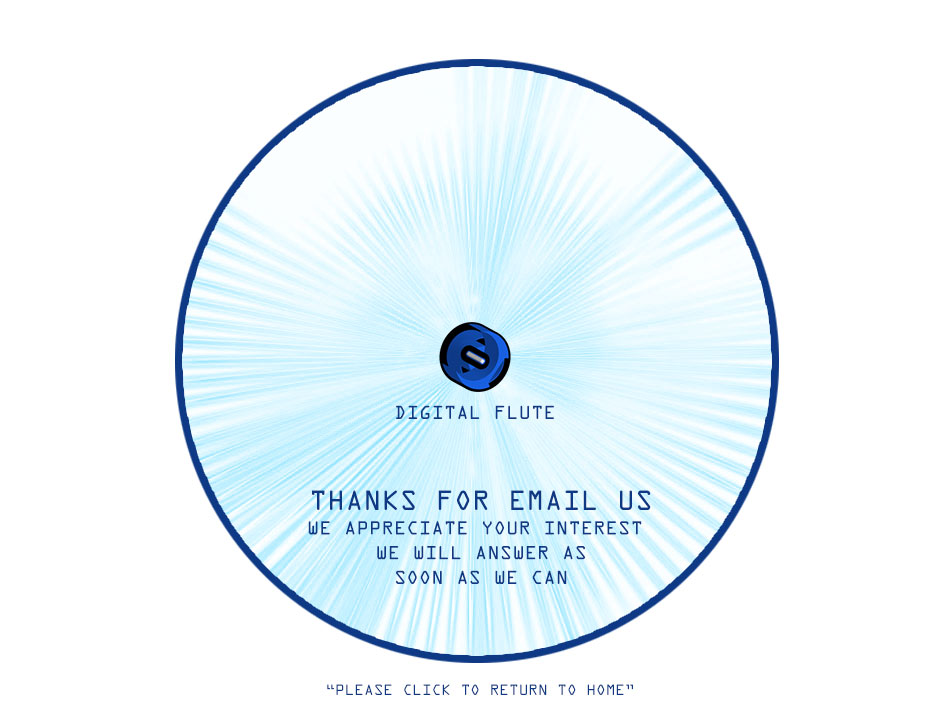 DIGITAL FLUTE
THANKS FOR EMAIL US
WE APPRECIATE YOUR INTEREST
WE WILL ANSWER AS
SOON AS WE CAN
“PLEASE CLICK TO RETURN TO HOME”